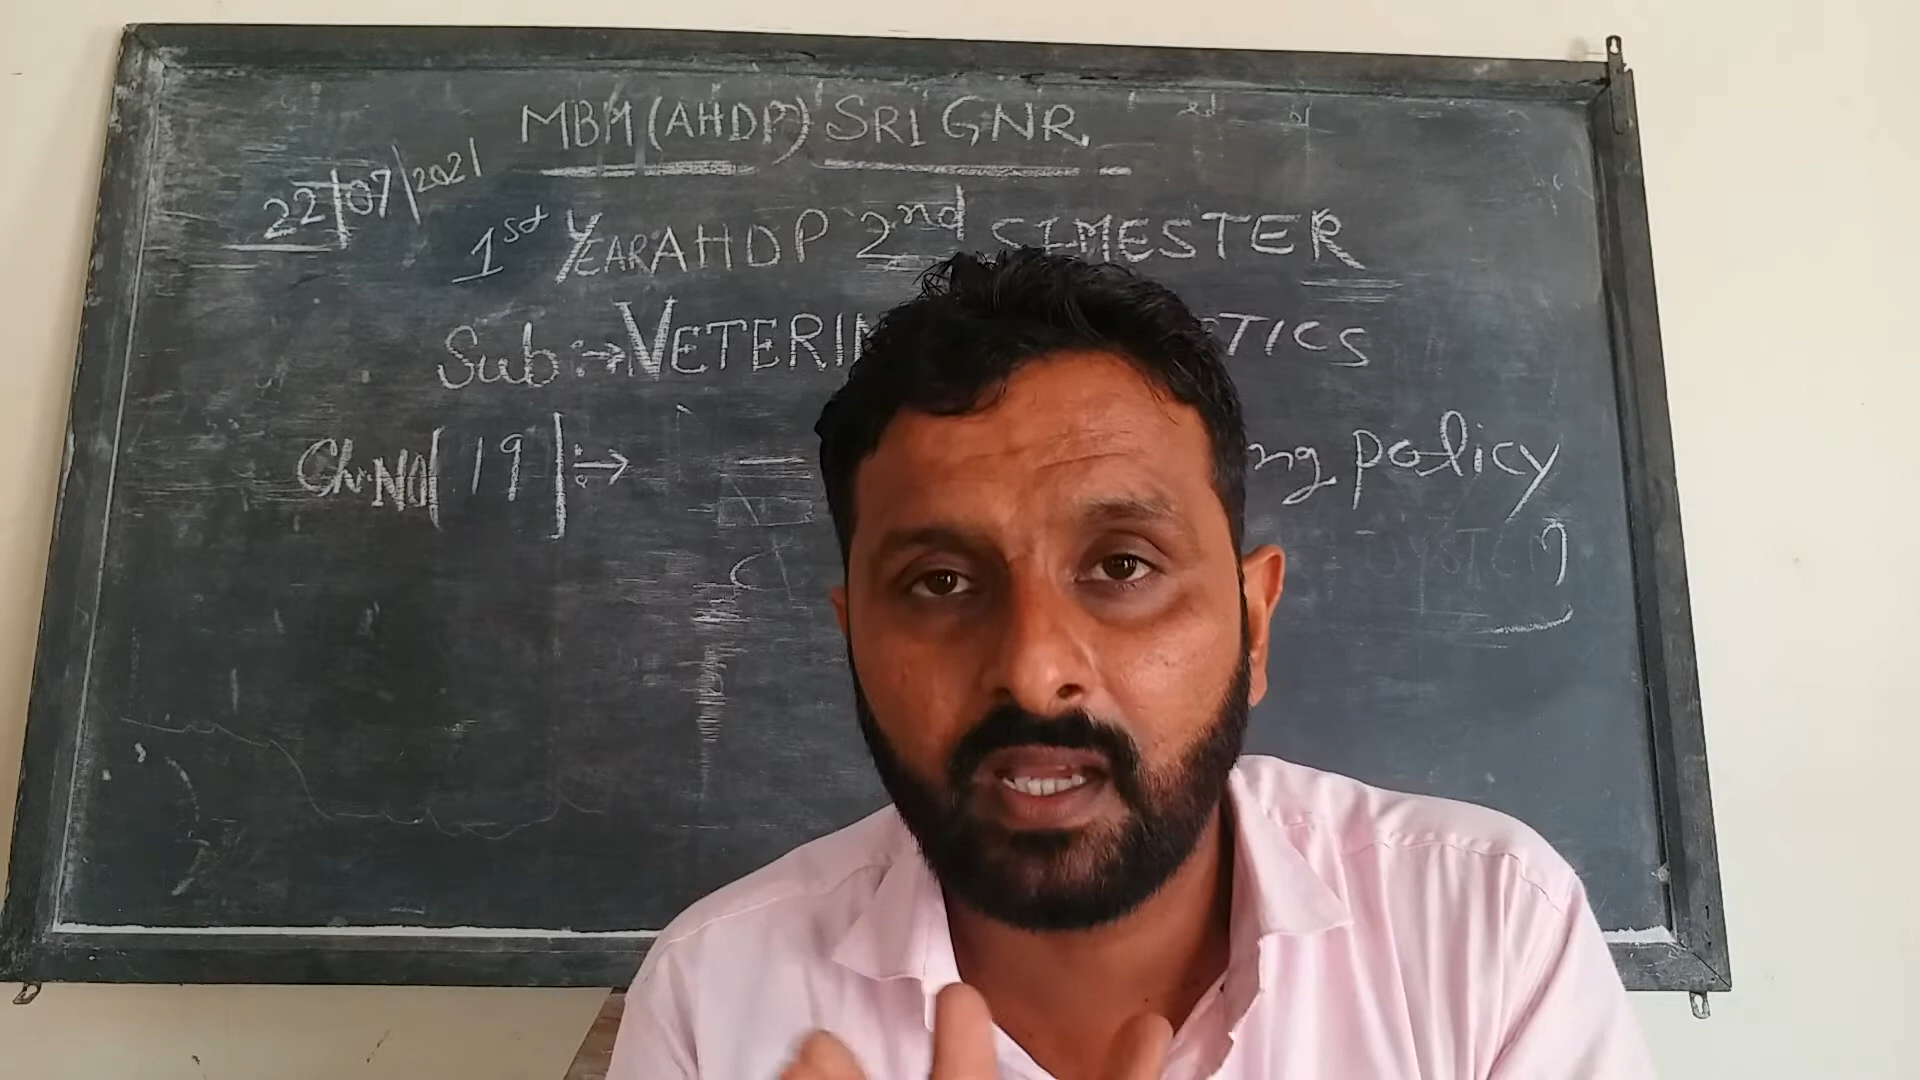 MBM (AHDP) SRI GNR.
22/07/2021
1st YEAR AHDP 2nd SIMESTER
Sub:→ VETERIN TICS
Ch.NO[19]:→ ng policy